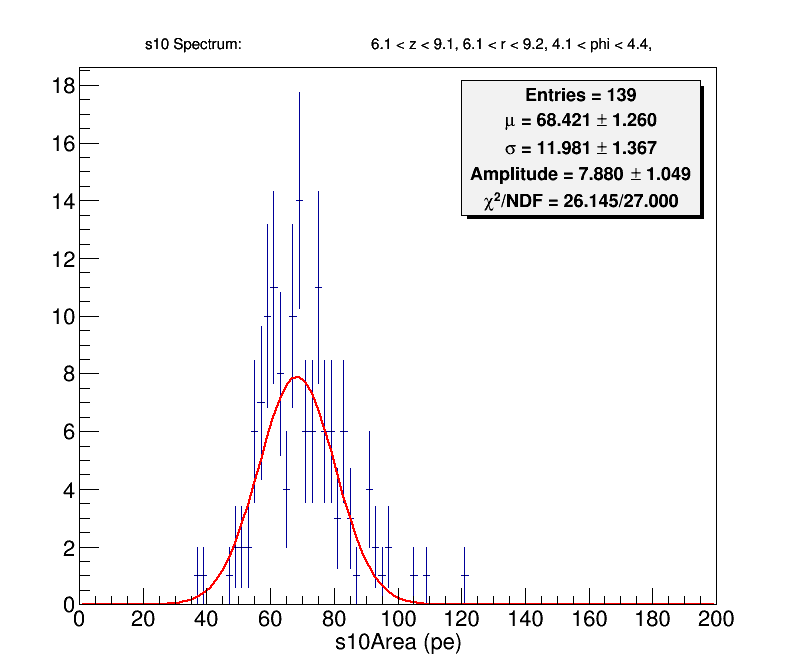 s10 Spectrum: 6.1 < z < 9.1, 6.1 < r < 9.2, 4.1 < phi < 4.4,
Entries = 139
μ = 68.421 ± 1.260
σ = 11.981 ± 1.367
Amplitude = 7.880 ± 1.049
χ²/NDF = 26.145/27.000
18
16
14
12
10
8
6
4
2
0
0 20 40 60 80 100 120 140 160 180 200
s10Area (pe)